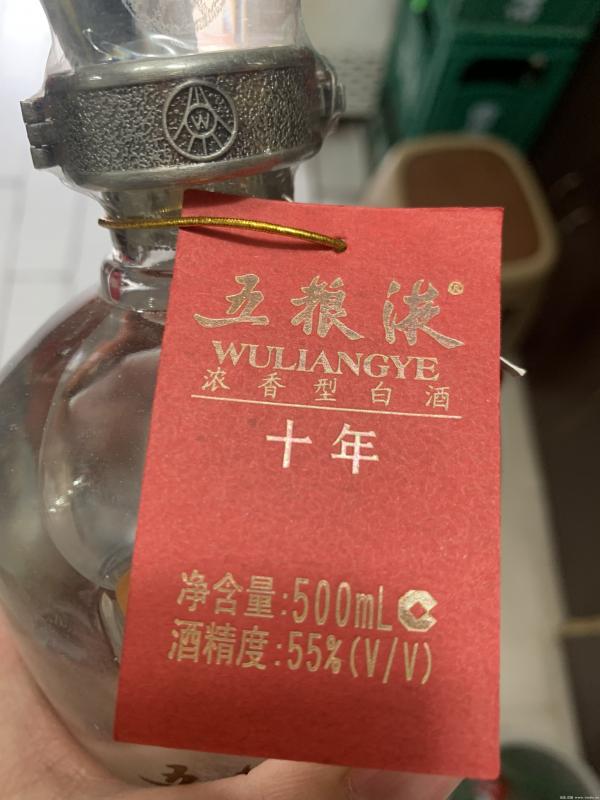 W
五粮液®
WULIANGYE
浓香型白酒
十年
净含量:500mL
酒精度:55%(V/V)
五